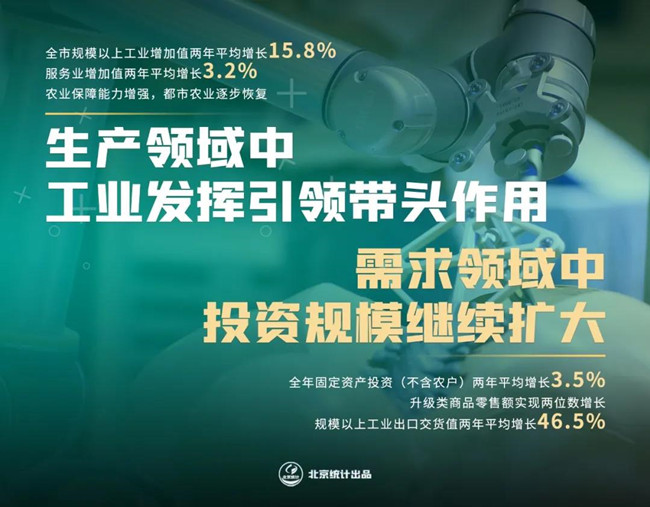 全市规模以上工业增加值两年平均增长15.8%
服务业增加值两年平均增长3.2%
农业保障能力增强，都市农业逐步恢复
生产领域中
工业发挥引领带头作用
需求领域中
投资规模继续扩大
全年固定资产投资（不含农户）两年平均增长3.5%
升级类商品零售额实现两位数增长
规模以上工业出口交货值两年平均增长46.5%
北京统计出品